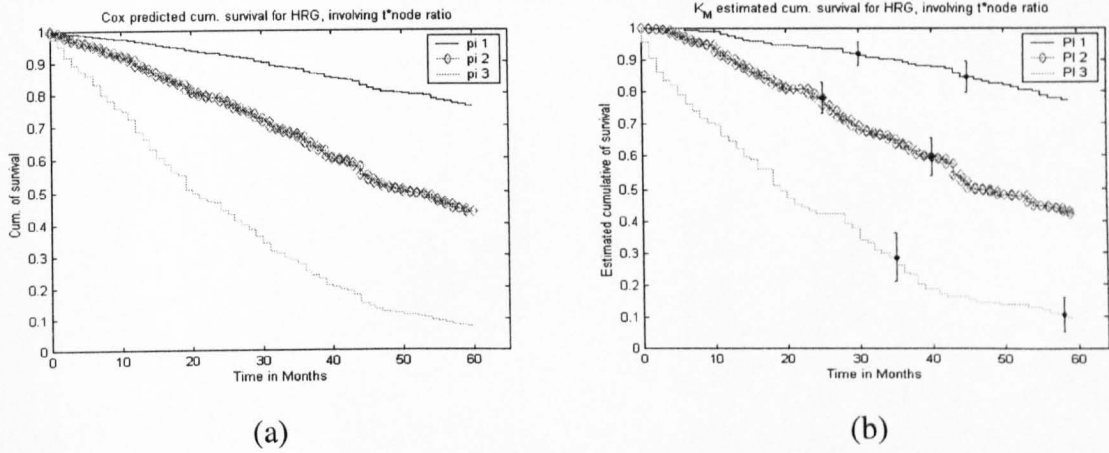 Cox predicted cum. survival for HRG, involving t*node ratio
pi 1
pi 2
pi 3
Cum. of survival
1
0.9
0.8
0.7
0.6
0.5
0.4
0.3
0.2
0.1
0
0 10 20 30 40 50 60
Time in Months
(a)
K_M estimated cum. survival for HRG, involving t*node ratio
PI 1
PI 2
PI 3
Estimated cumulative of survival
1
0.9
0.8
0.7
0.6
0.5
0.4
0.3
0.2
0.1
0
0 10 20 30 40 50 60
Time in Months
(b)